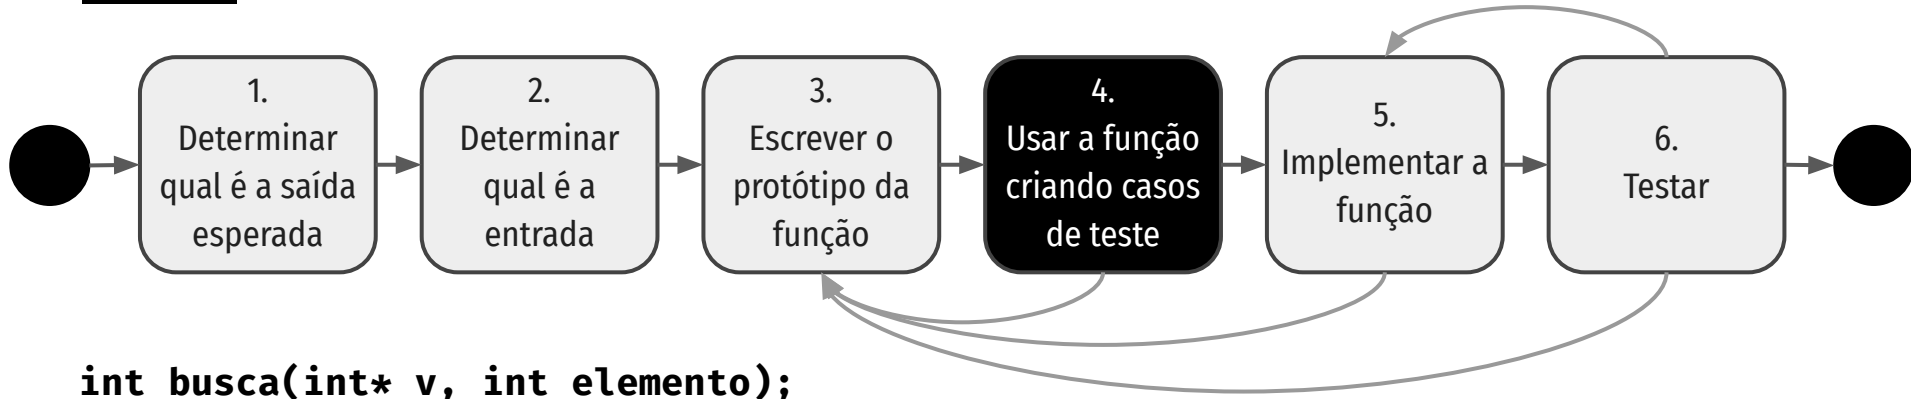 1.
Determinar
qual é a saída
esperada
2.
Determinar
qual é a
entrada
3.
Escrever o
protótipo da
função
4.
Usar a função
criando casos
de teste
5.
Implementar a
função
6.
Testar
int busca(int* v, int elemento);